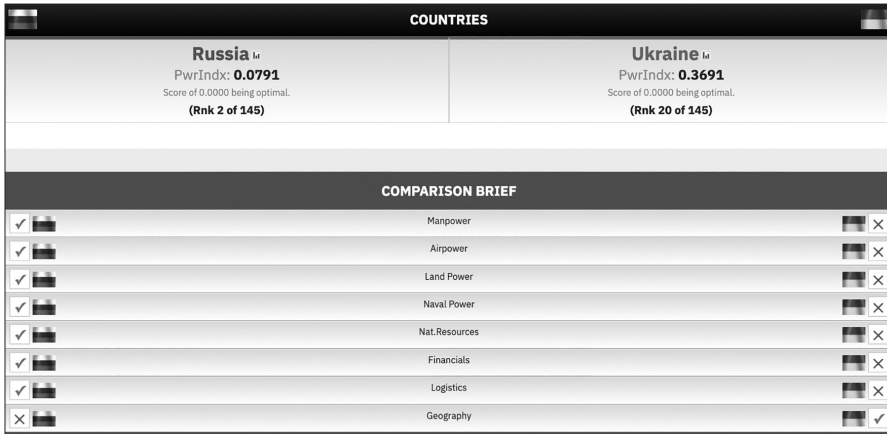 COUNTRIES
Russia
PwrIndx: 0.0791
Score of 0.0000 being optimal.
(Rnk 2 of 145)
Ukraine
PwrIndx: 0.3691
Score of 0.0000 being optimal.
(Rnk 20 of 145)
COMPARISON BRIEF
Manpower
Airpower
Land Power
Naval Power
Nat.Resources
Financials
Logistics
Geography